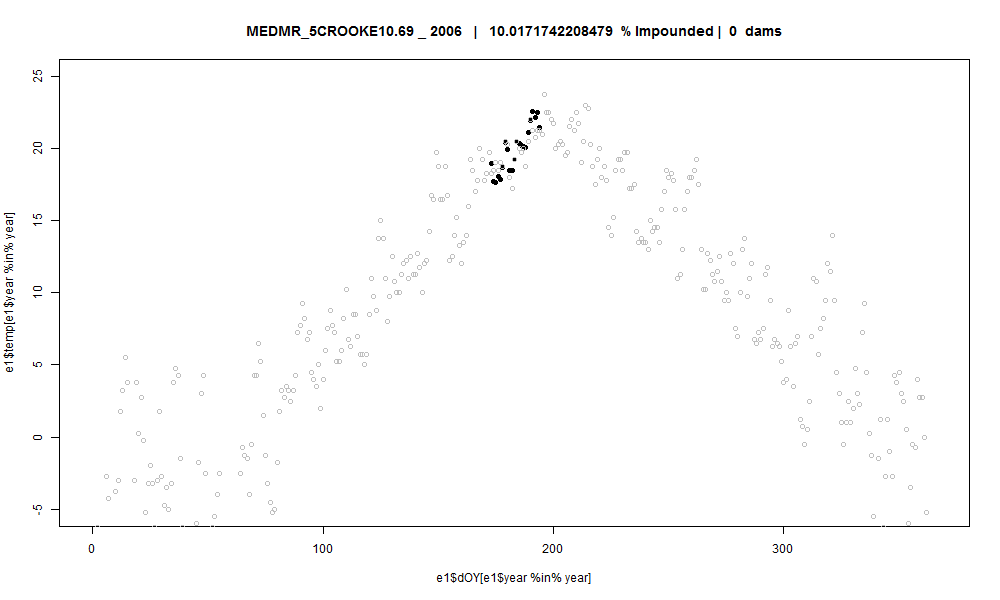 MEDMR_5CROOKE10.69 _ 2006 | 10.0171742208479 % Impounded | 0 dams
e1$temp[e1$year %in% year]
25
20
15
10
5
0
-5
0 100 200 300
e1$dOY[e1$year %in% year]